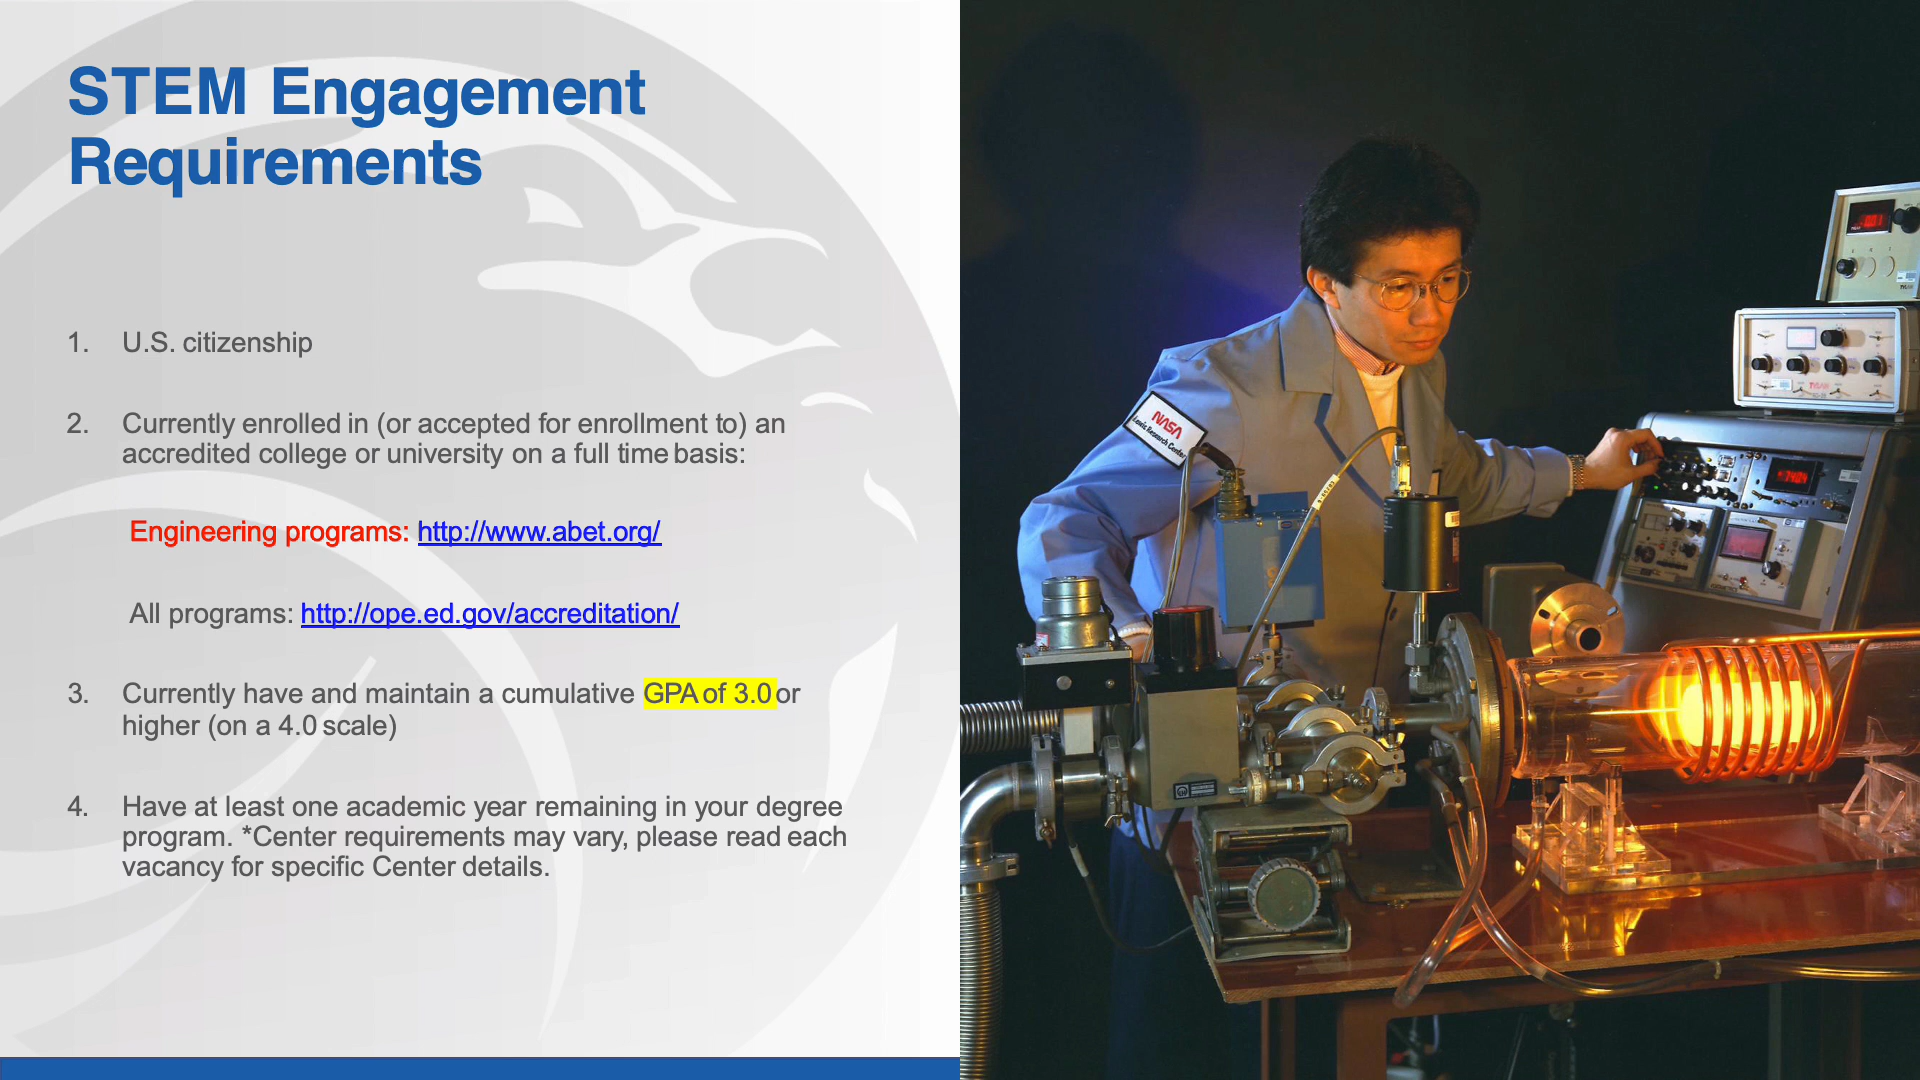 STEM Engagement
Requirements
1. U.S. citizenship
2. Currently enrolled in (or accepted for enrollment to) an
accredited college or university on a full time basis:
Engineering programs: http://www.abet.org/
All programs: http://ope.ed.gov/accreditation/
3. Currently have and maintain a cumulative GPA of 3.0 or
higher (on a 4.0 scale)
4. Have at least one academic year remaining in your degree
program. *Center requirements may vary, please read each
vacancy for specific Center details.
NASA
Lewis Research Center